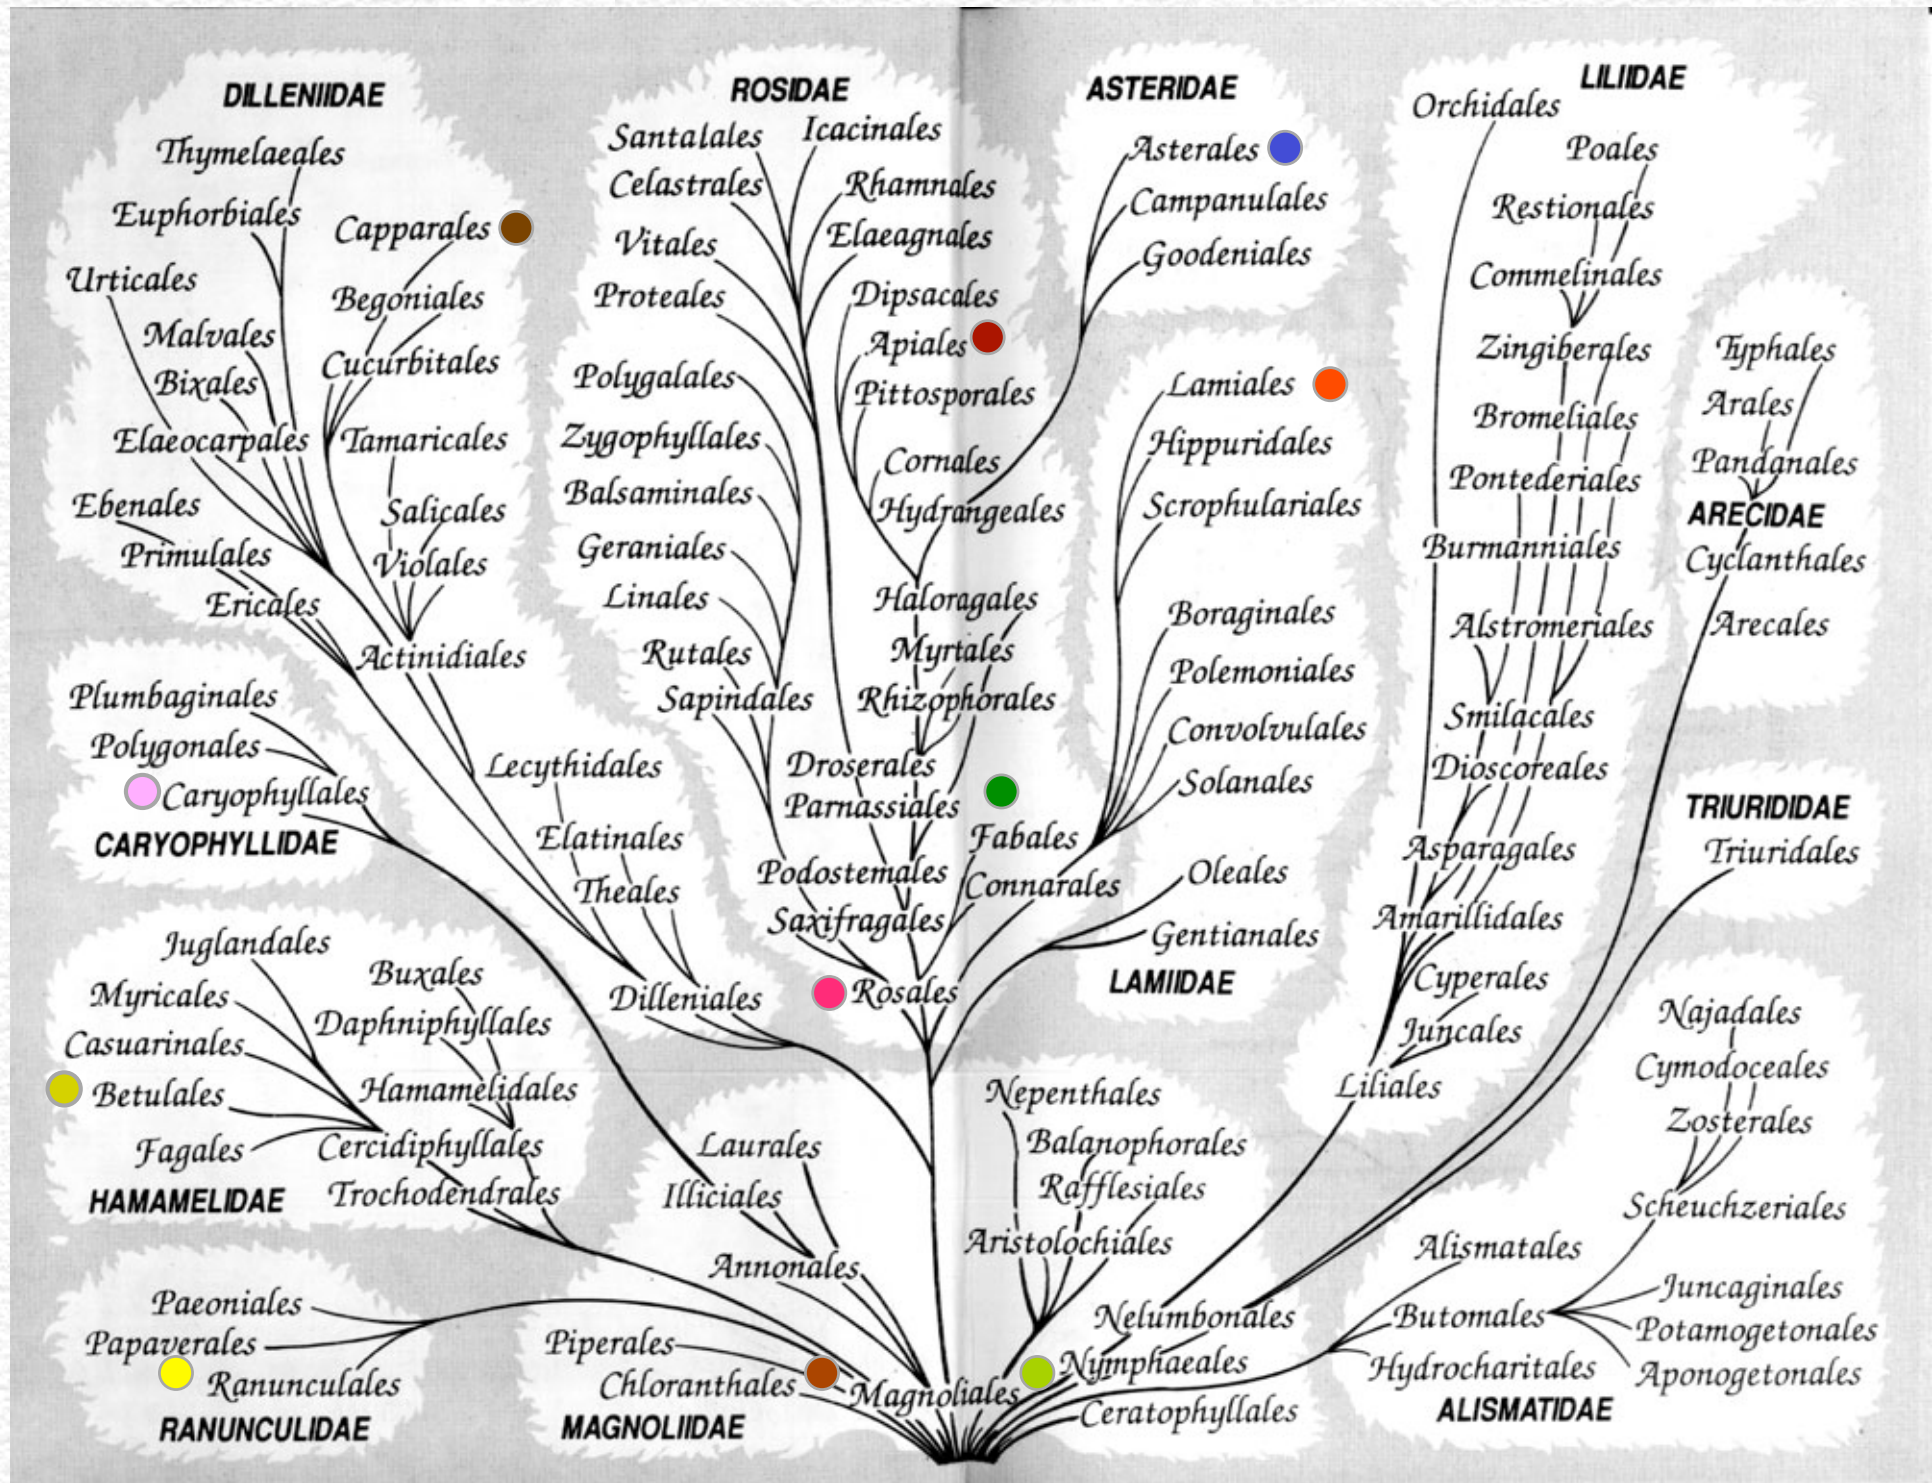 DILLENIIDAE
Thymelaeales
Euphorbiales
Capparales
Urticales
Begoniales
Malvales
Cucurbitales
Bixales
Elaeocarpales
Tamaricales
Ebenales
Salicales
Primulales
Violales
Ericales
Actinidiales
Lecythidales
Elatinales
Theales
Dilleniales
ROSIDAE
Santalales
Icacinales
Celastrales
Rhamnales
Vitales
Elaeagnales
Proteales
Dipsacales
Apiales
Polygalales
Pittosporales
Zygophyllales
Cornales
Balsaminales
Hydrangeales
Geraniales
Linales
Haloragales
Rutales
Myrtales
Sapindales
Rhizophorales
Droserales
Parnassiales
Fabales
Podostemales
Connarales
Saxifragales
Rosales
ASTERIDAE
Asterales
Campanulales
Goodeniales
Lamiales
Hippuridales
Scrophulariales
Boraginales
Polemoniales
Convolvulales
Solanales
Oleales
Gentianales
LAMIIDAE
LILIIDAE
Orchidales
Poales
Restionales
Commelinales
Zingiberales
Bromeliales
Pontederiales
Burmanniales
Alstromeriales
Smilacales
Dioscoreales
Asparagales
Amarillidales
Cyperales
Juncales
Liliales
Typhales
Arales
Pandanales
ARECIDAE
Cyclanthales
Arecales
TRIURIDIDAE
Triuridales
Plumbaginales
Polygonales
Caryophyllales
CARYOPHYLLIDAE
Juglandales
Buxales
Myricales
Daphniphyllales
Casuarinales
Betulales
Hamamelidales
Fagales
Cercidiphyllales
HAMAMELIDAE
Trochodendrales
Paeoniales
Papaverales
Ranunculales
RANUNCULIDAE
Laurales
Illiciales
Annonales
Piperales
Chloranthales
Magnoliales
MAGNOLIIDAE
Nepenthales
Balanophorales
Rafflesiales
Aristolochiales
Nelumbonales
Nymphaeales
Ceratophyllales
Najadales
Cymodoceales
Zosterales
Scheuchzeriales
Alismatales
Juncaginales
Butomales
Potamogetonales
Hydrocharitales
Aponogetonales
ALISMATIDAE